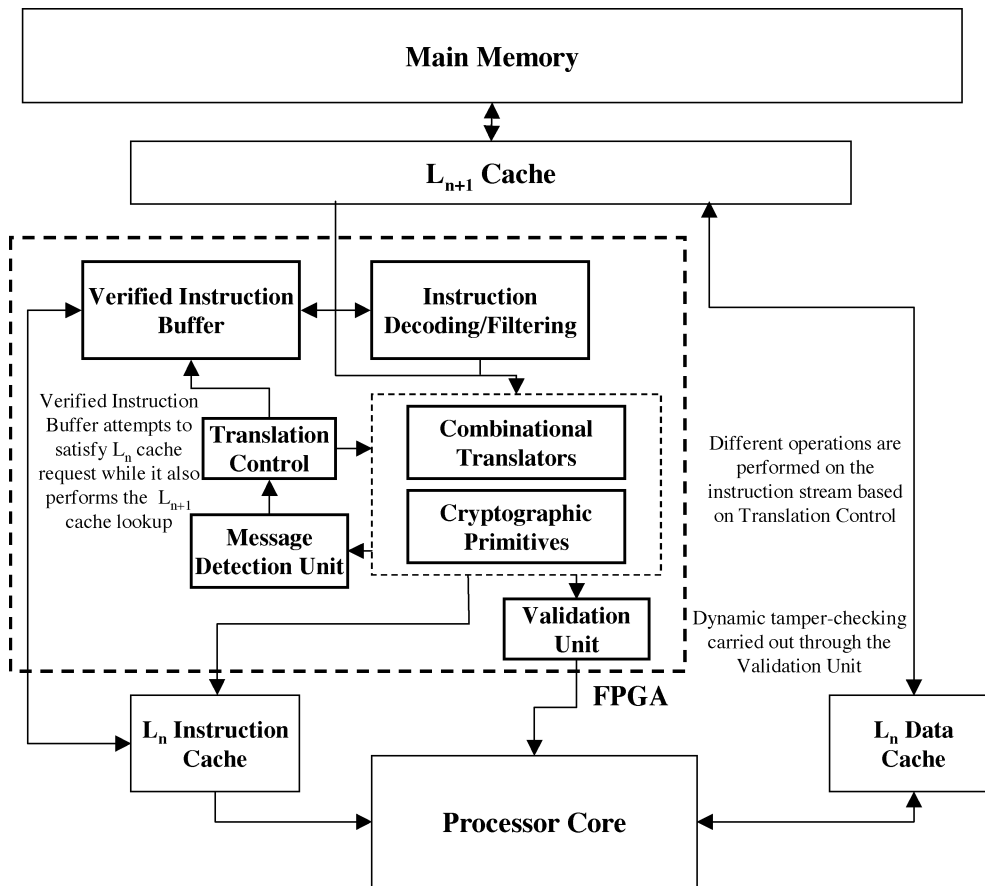 Main Memory
Lₙ₊₁ Cache
Verified Instruction
Buffer
Instruction
Decoding/Filtering
Verified Instruction
Buffer attempts to
satisfy Lₙ cache
request while it also
performs the Lₙ₊₁
cache lookup
Translation
Control
Combinational
Translators
Cryptographic
Primitives
Message
Detection Unit
Validation
Unit
Different operations are
performed on the
instruction stream based
on Translation Control
Dynamic tamper-checking
carried out through the
Validation Unit
FPGA
Lₙ Instruction
Cache
Lₙ Data
Cache
Processor Core